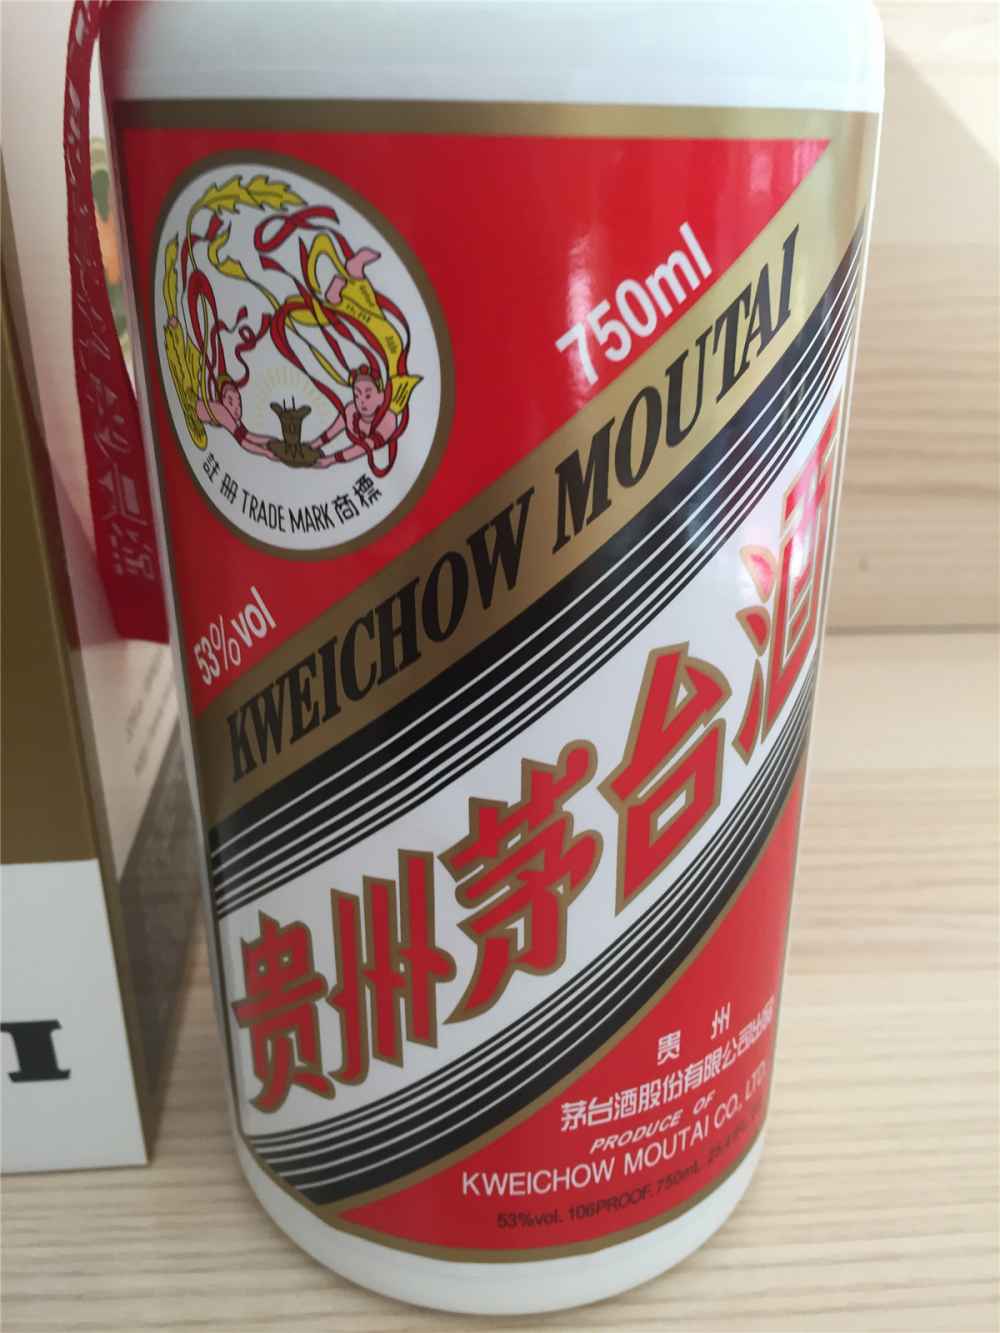 註冊 TRADE MARK 商標
750ml
53%vol
KWEICHOW MOUTAI
贵州茅台酒
贵 州
茅台酒股份有限公司出品
PRODUCE OF
KWEICHOW MOUTAI CO., LTD.
53%vol. 106PROOF. 750mL.